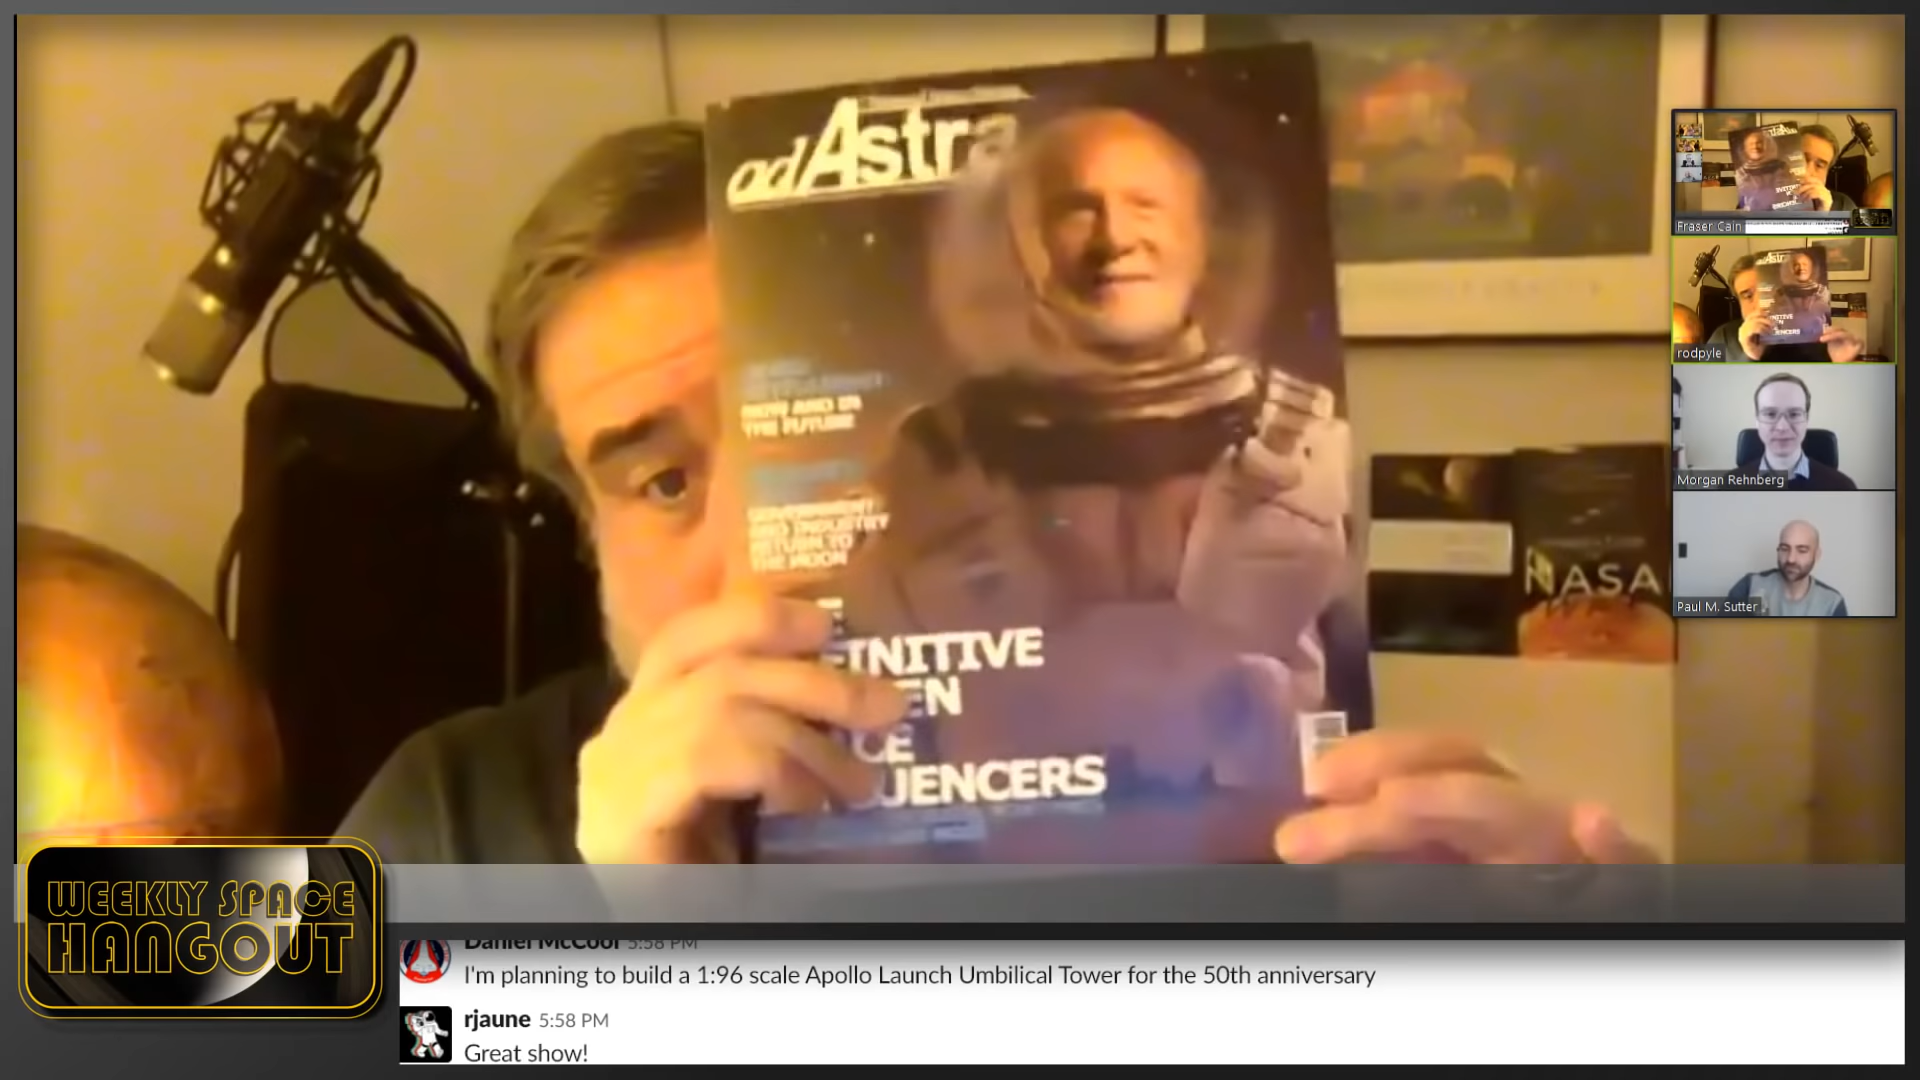 adAstra
NOW AND IN
THE FUTURE
GOVERNMENT
AND INDUSTRY
RETURN TO
THE MOON
INITIVE
EN
CE
UENCERS
NASA
Fraser Cain
rodpyle
Morgan Rehnberg
Paul M. Sutter
WEEKLY SPACE
HANGOUT
Daniel McCool 5:58 PM
I'm planning to build a 1:96 scale Apollo Launch Umbilical Tower for the 50th anniversary
rjaune 5:58 PM
Great show!